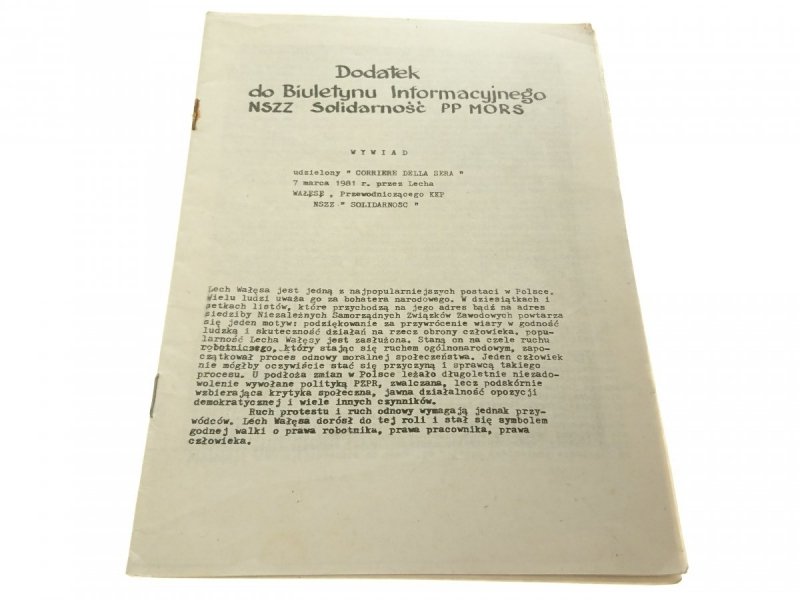 Dodatek
do Biuletynu Informacyjnego
NSZZ Solidarność PP MORS
WYWIAD
udzielony " CORRIERE DELLA SERA "
7 marca 1981 r. przez Lecha
WAŁĘSĘ, Przewodniczącego KKP
NSZZ " SOLIDARNOŚC "
Lech Wałęsa jest jedną z najpopularniejszych postaci w Polsce.
Wielu ludzi uważa go za bohatera narodowego. W dziesiątkach i
setkach listów, które przychodzą na jego adres bądź na adres
siedziby Niezależnych Samorządnych Związków Zawodowych powtarza
się jeden motyw: podziękowanie za przywrócenie wiary w godność
ludzką i skuteczność działań na rzecz obrony człowieka, popu-
larność Lecha Wałęsy jest zasłużona. Staną on na czele ruchu
robotniczego, który stając się ruchem ogólnonarodowym, zapo-
czątkował proces odnowy moralnej społeczeństwa. Jeden człowiek
nie mógłby oczywiście stać się przyczyną i sprawcą takiego
procesu. U podłoża zmian w Polsce leżało długoletnie niezado-
wolenie wywołane polityką PZPR, zwalczana, lecz podskórnie
wzbierająca krytyka społeczna, jawna działalność opozycji
demokratycznej i wiele innych czynników.
Ruch protestu i ruch odnowy wymagają jednak przy-
wódców. Lech Wałęsa dorósł do tej roli i stał się symbolem
godnej walki o prawa robotnika, prawa pracownika, prawa
człowieka.